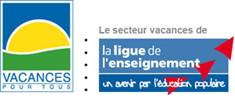 VACANCES
POUR TOUS
Le secteur vacances de
la ligue de
l'enseignement
un avenir par l'éducation populaire